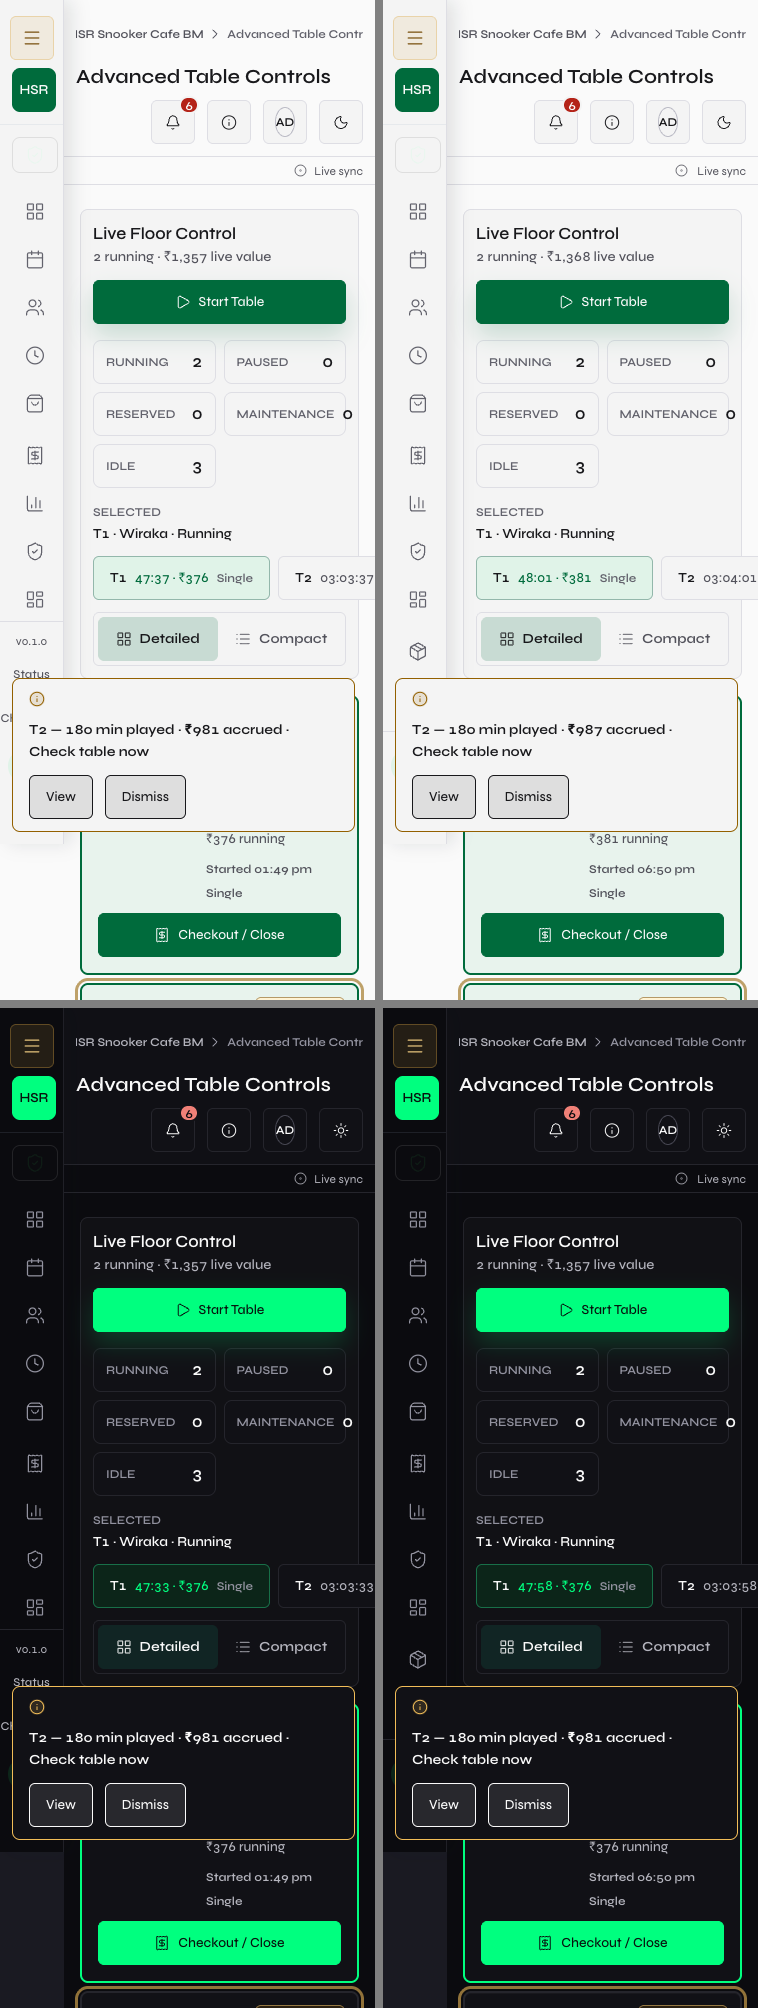 HSR Snooker Cafe BM > Advanced Table Contr
HSR
Advanced Table Controls
6
AD
Live sync
Live Floor Control
2 running · ₹1,357 live value
Start Table
RUNNING 2
PAUSED 0
RESERVED 0
MAINTENANCE 0
IDLE 3
SELECTED
T1 · Wiraka · Running
T1 47:37 · ₹376 Single
T2 03:03:37
Detailed
Compact
v0.1.0
Status
T2 — 180 min played · ₹981 accrued ·
Check table now
View
Dismiss
₹376 running
Started 01:49 pm
Single
Checkout / Close
HSR Snooker Cafe BM > Advanced Table Contr
HSR
Advanced Table Controls
6
AD
Live sync
Live Floor Control
2 running · ₹1,368 live value
Start Table
RUNNING 2
PAUSED 0
RESERVED 0
MAINTENANCE 0
IDLE 3
SELECTED
T1 · Wiraka · Running
T1 48:01 · ₹381 Single
T2 03:04:01
Detailed
Compact
T2 — 180 min played · ₹987 accrued ·
Check table now
View
Dismiss
₹381 running
Started 06:50 pm
Single
Checkout / Close
HSR Snooker Cafe BM > Advanced Table Contr
HSR
Advanced Table Controls
6
AD
Live sync
Live Floor Control
2 running · ₹1,357 live value
Start Table
RUNNING 2
PAUSED 0
RESERVED 0
MAINTENANCE 0
IDLE 3
SELECTED
T1 · Wiraka · Running
T1 47:33 · ₹376 Single
T2 03:03:33
Detailed
Compact
v0.1.0
Status
T2 — 180 min played · ₹981 accrued ·
Check table now
View
Dismiss
₹376 running
Started 01:49 pm
Single
Checkout / Close
HSR Snooker Cafe BM > Advanced Table Contr
HSR
Advanced Table Controls
6
AD
Live sync
Live Floor Control
2 running · ₹1,357 live value
Start Table
RUNNING 2
PAUSED 0
RESERVED 0
MAINTENANCE 0
IDLE 3
SELECTED
T1 · Wiraka · Running
T1 47:58 · ₹376 Single
T2 03:03:58
Detailed
Compact
T2 — 180 min played · ₹981 accrued ·
Check table now
View
Dismiss
₹376 running
Started 06:50 pm
Single
Checkout / Close